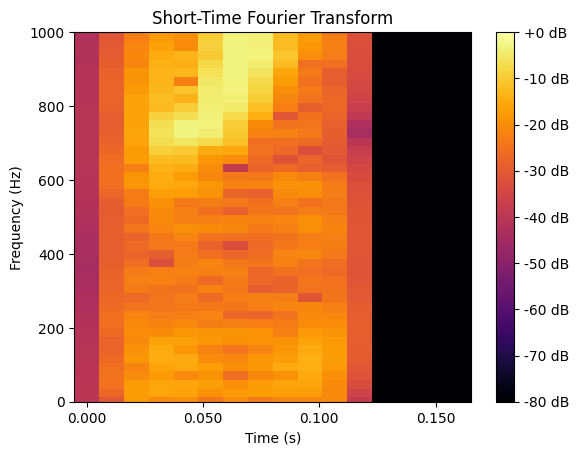 Short-Time Fourier Transform
1000
800
600
400
200
0
Frequency (Hz)
0.000
0.050
0.100
0.150
Time (s)
+0 dB
-10 dB
-20 dB
-30 dB
-40 dB
-50 dB
-60 dB
-70 dB
-80 dB